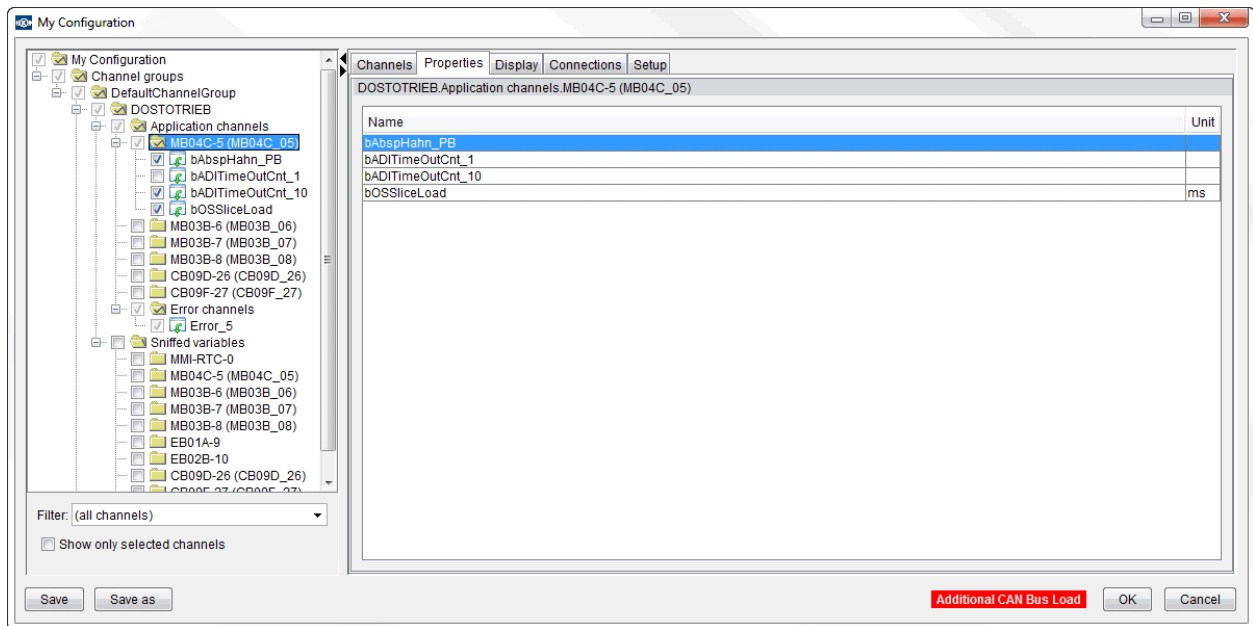 My Configuration
My Configuration
Channel groups
DefaultChannelGroup
DOSTOTRIEB
Application channels
MB04C-5 (MB04C_05)
bAbspHahn_PB
bADITimeOutCnt_1
bADITimeOutCnt_10
bOSSliceLoad
MB03B-6 (MB03B_06)
MB03B-7 (MB03B_07)
MB03B-8 (MB03B_08)
CB09D-26 (CB09D_26)
CB09F-27 (CB09F_27)
Error channels
Error_5
Sniffed variables
MMI-RTC-0
MB04C-5 (MB04C_05)
MB03B-6 (MB03B_06)
MB03B-7 (MB03B_07)
MB03B-8 (MB03B_08)
EB01A-9
EB02B-10
CB09D-26 (CB09D_26)
CB09F-27 (CB09F_27)
Filter: (all channels)
Show only selected channels
Channels Properties Display Connections Setup
DOSTOTRIEB.Application channels.MB04C-5 (MB04C_05)
Name Unit
bAbspHahn_PB
bADITimeOutCnt_1
bADITimeOutCnt_10
bOSSliceLoad ms
Save Save as Additional CAN Bus Load OK Cancel